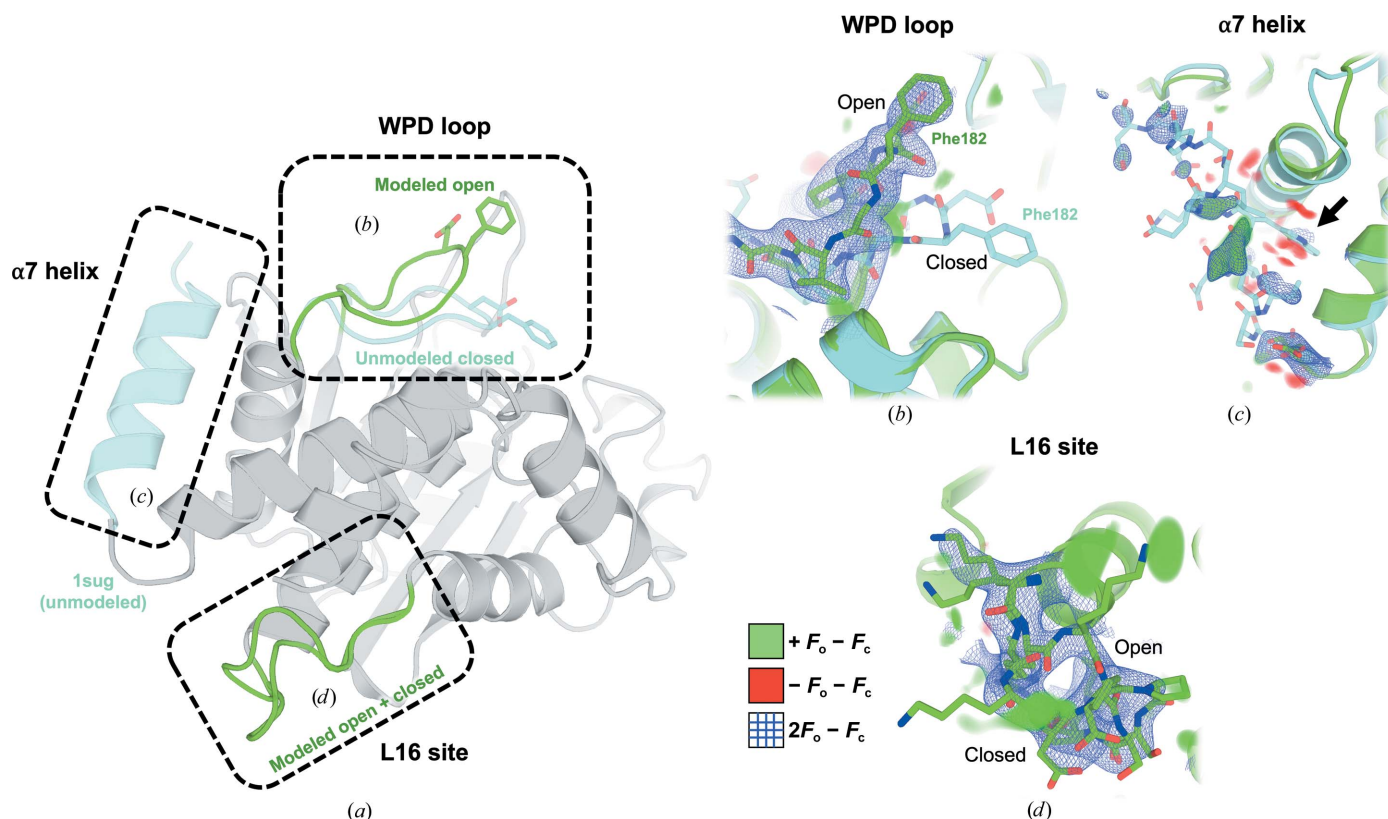 WPD loop
Modeled open
(b)
α7 helix
Unmodeled closed
(c)
1sug
(unmodeled)
(d)
Modeled open + closed
L16 site
(a)
WPD loop
Open
Phe182
Phe182
Closed
(b)
α7 helix
(c)
L16 site
+ Fo − Fc
− Fo − Fc
2Fo − Fc
Open
Closed
(d)